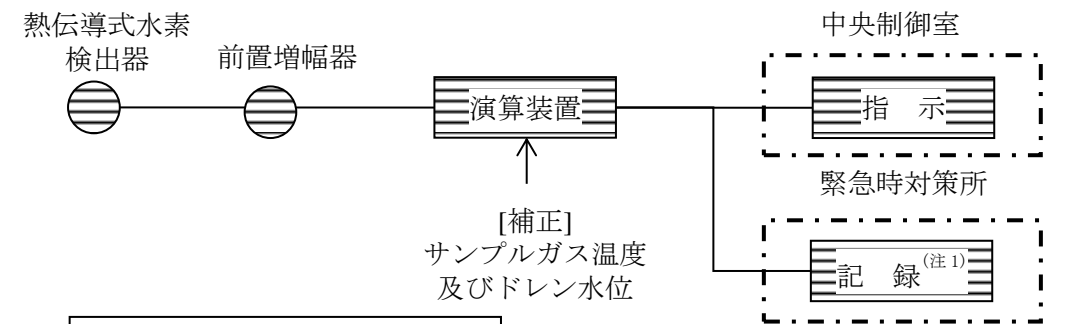 熱伝導式水素
検出器
前置増幅器
演算装置
[補正]
サンプルガス温度
及びドレン水位
中央制御室
指 示
緊急時対策所
記 録(注1)